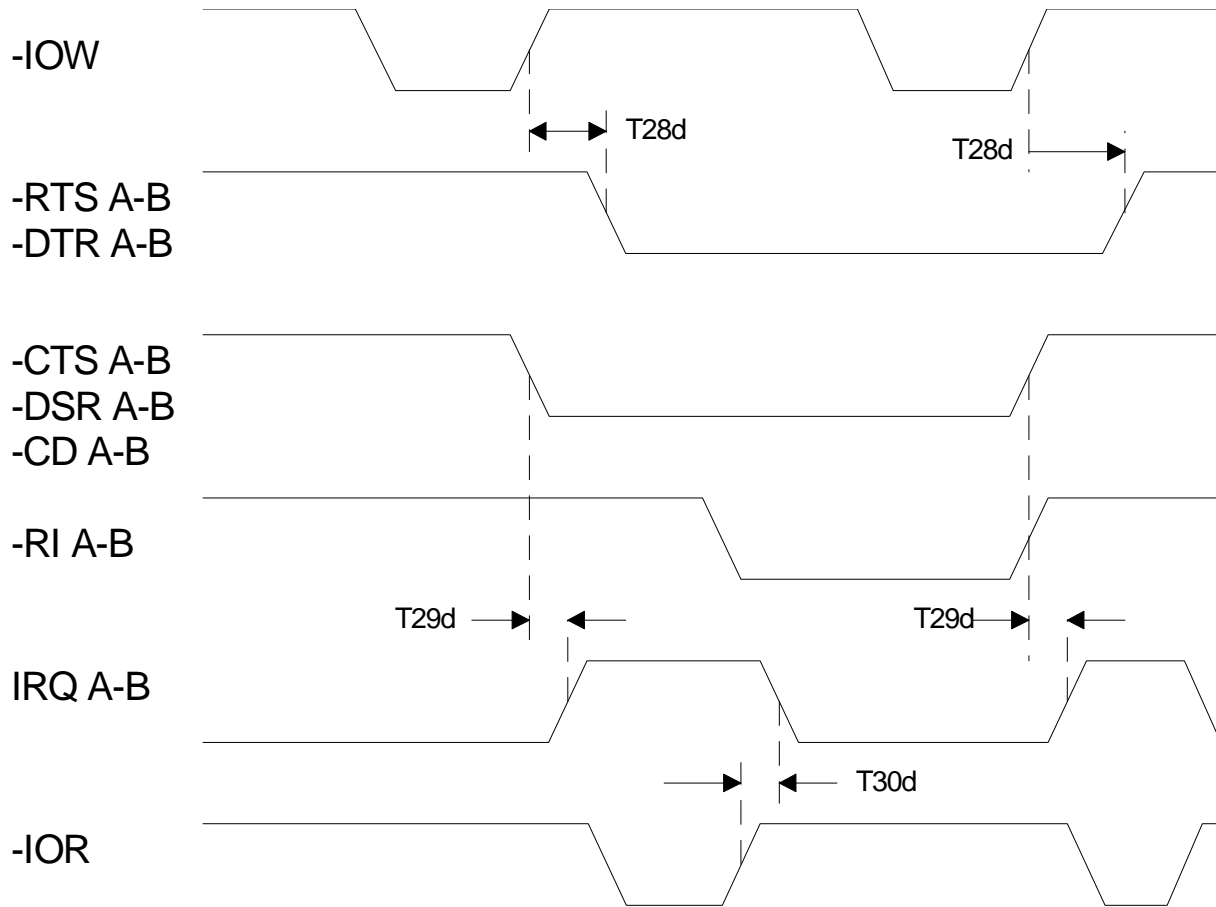 -IOW
T28d
T28d
-RTS A-B
-DTR A-B
-CTS A-B
-DSR A-B
-CD A-B
-RI A-B
T29d
T29d
IRQ A-B
T30d
-IOR